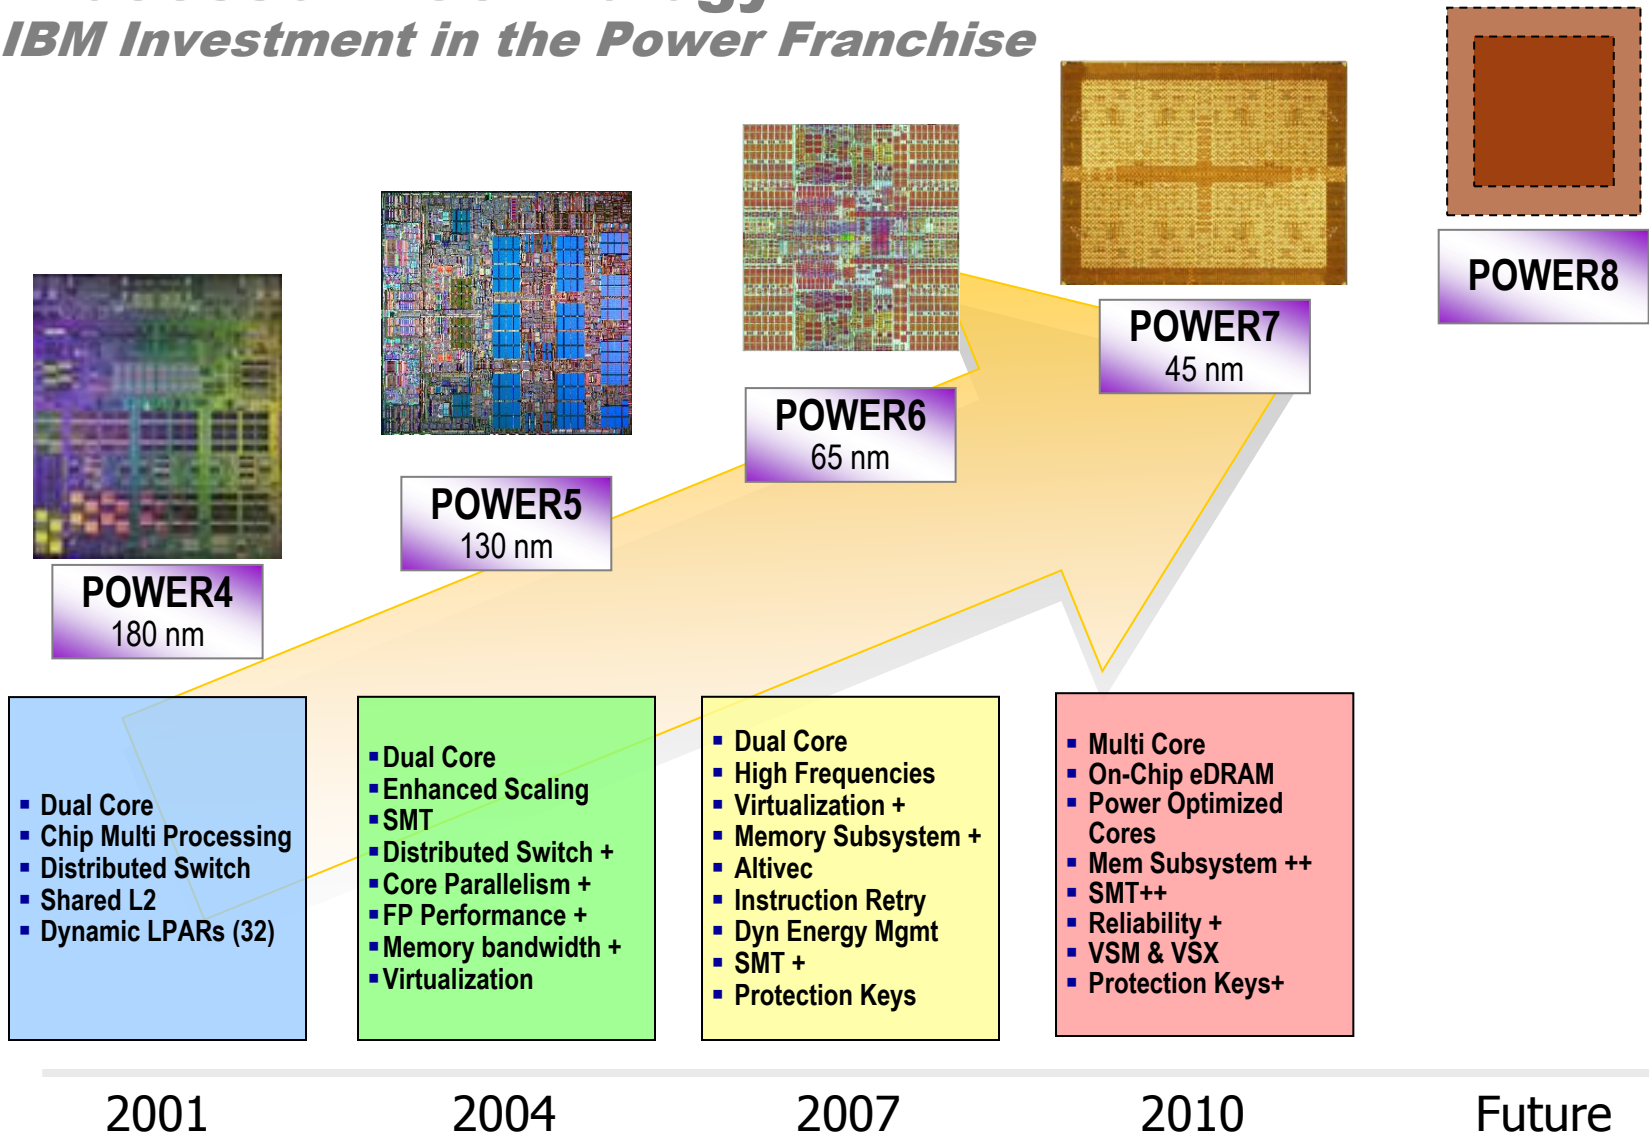 IBM Investment in the Power Franchise
POWER8
POWER7
45 nm
POWER6
65 nm
POWER5
130 nm
POWER4
180 nm
▪ Dual Core
▪ Chip Multi Processing
▪ Distributed Switch
▪ Shared L2
▪ Dynamic LPARs (32)
▪ Dual Core
▪ Enhanced Scaling
▪ SMT
▪ Distributed Switch +
▪ Core Parallelism +
▪ FP Performance +
▪ Memory bandwidth +
▪ Virtualization
▪ Dual Core
▪ High Frequencies
▪ Virtualization +
▪ Memory Subsystem +
▪ Altivec
▪ Instruction Retry
▪ Dyn Energy Mgmt
▪ SMT +
▪ Protection Keys
▪ Multi Core
▪ On-Chip eDRAM
▪ Power Optimized
Cores
▪ Mem Subsystem ++
▪ SMT++
▪ Reliability +
▪ VSM & VSX
▪ Protection Keys+
2001
2004
2007
2010
Future